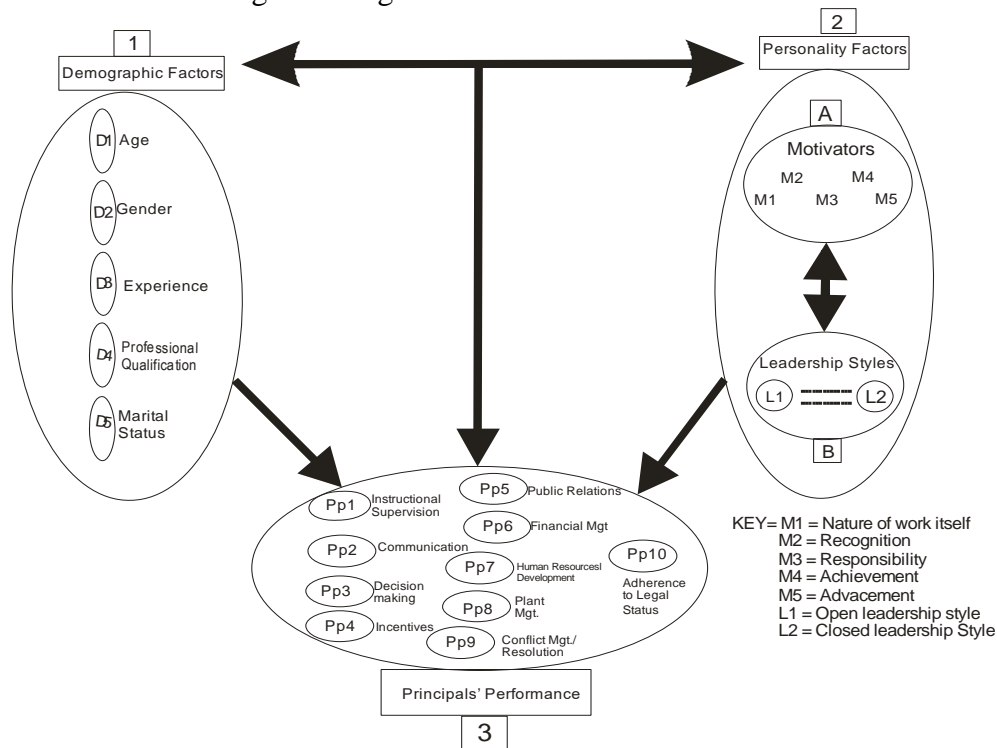 1
Demographic Factors
D1 Age
D2 Gender
D3 Experience
D4 Professional
Qualification
D5 Marital
Status
2
Personality Factors
A
Motivators
M2 M4
M1 M3 M5
Leadership Styles
L1 L2
B
Pp1 Instructional
Supervision
Pp2 Communication
Pp3 Decision
making
Pp4 Incentives
Pp5 Public Relations
Pp6 Financial Mgt
Pp7 Human Resourcesl
Development
Pp8 Plant
Mgt.
Pp9 Conflict Mgt./
Resolution
Pp10
Adherence
to Legal
Status
Principals' Performance
3
KEY= M1 = Nature of work itself
M2 = Recognition
M3 = Responsibility
M4 = Achievement
M5 = Advacement
L1 = Open leadership style
L2 = Closed leadership Style